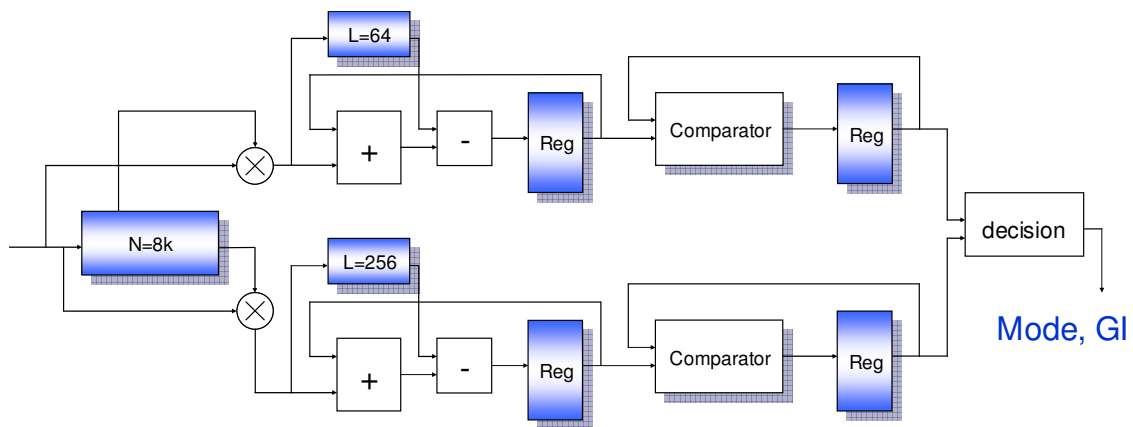 L=64
+
-
Reg
Comparator
Reg
N=8k
decision
L=256
+
-
Reg
Comparator
Reg
Mode, GI